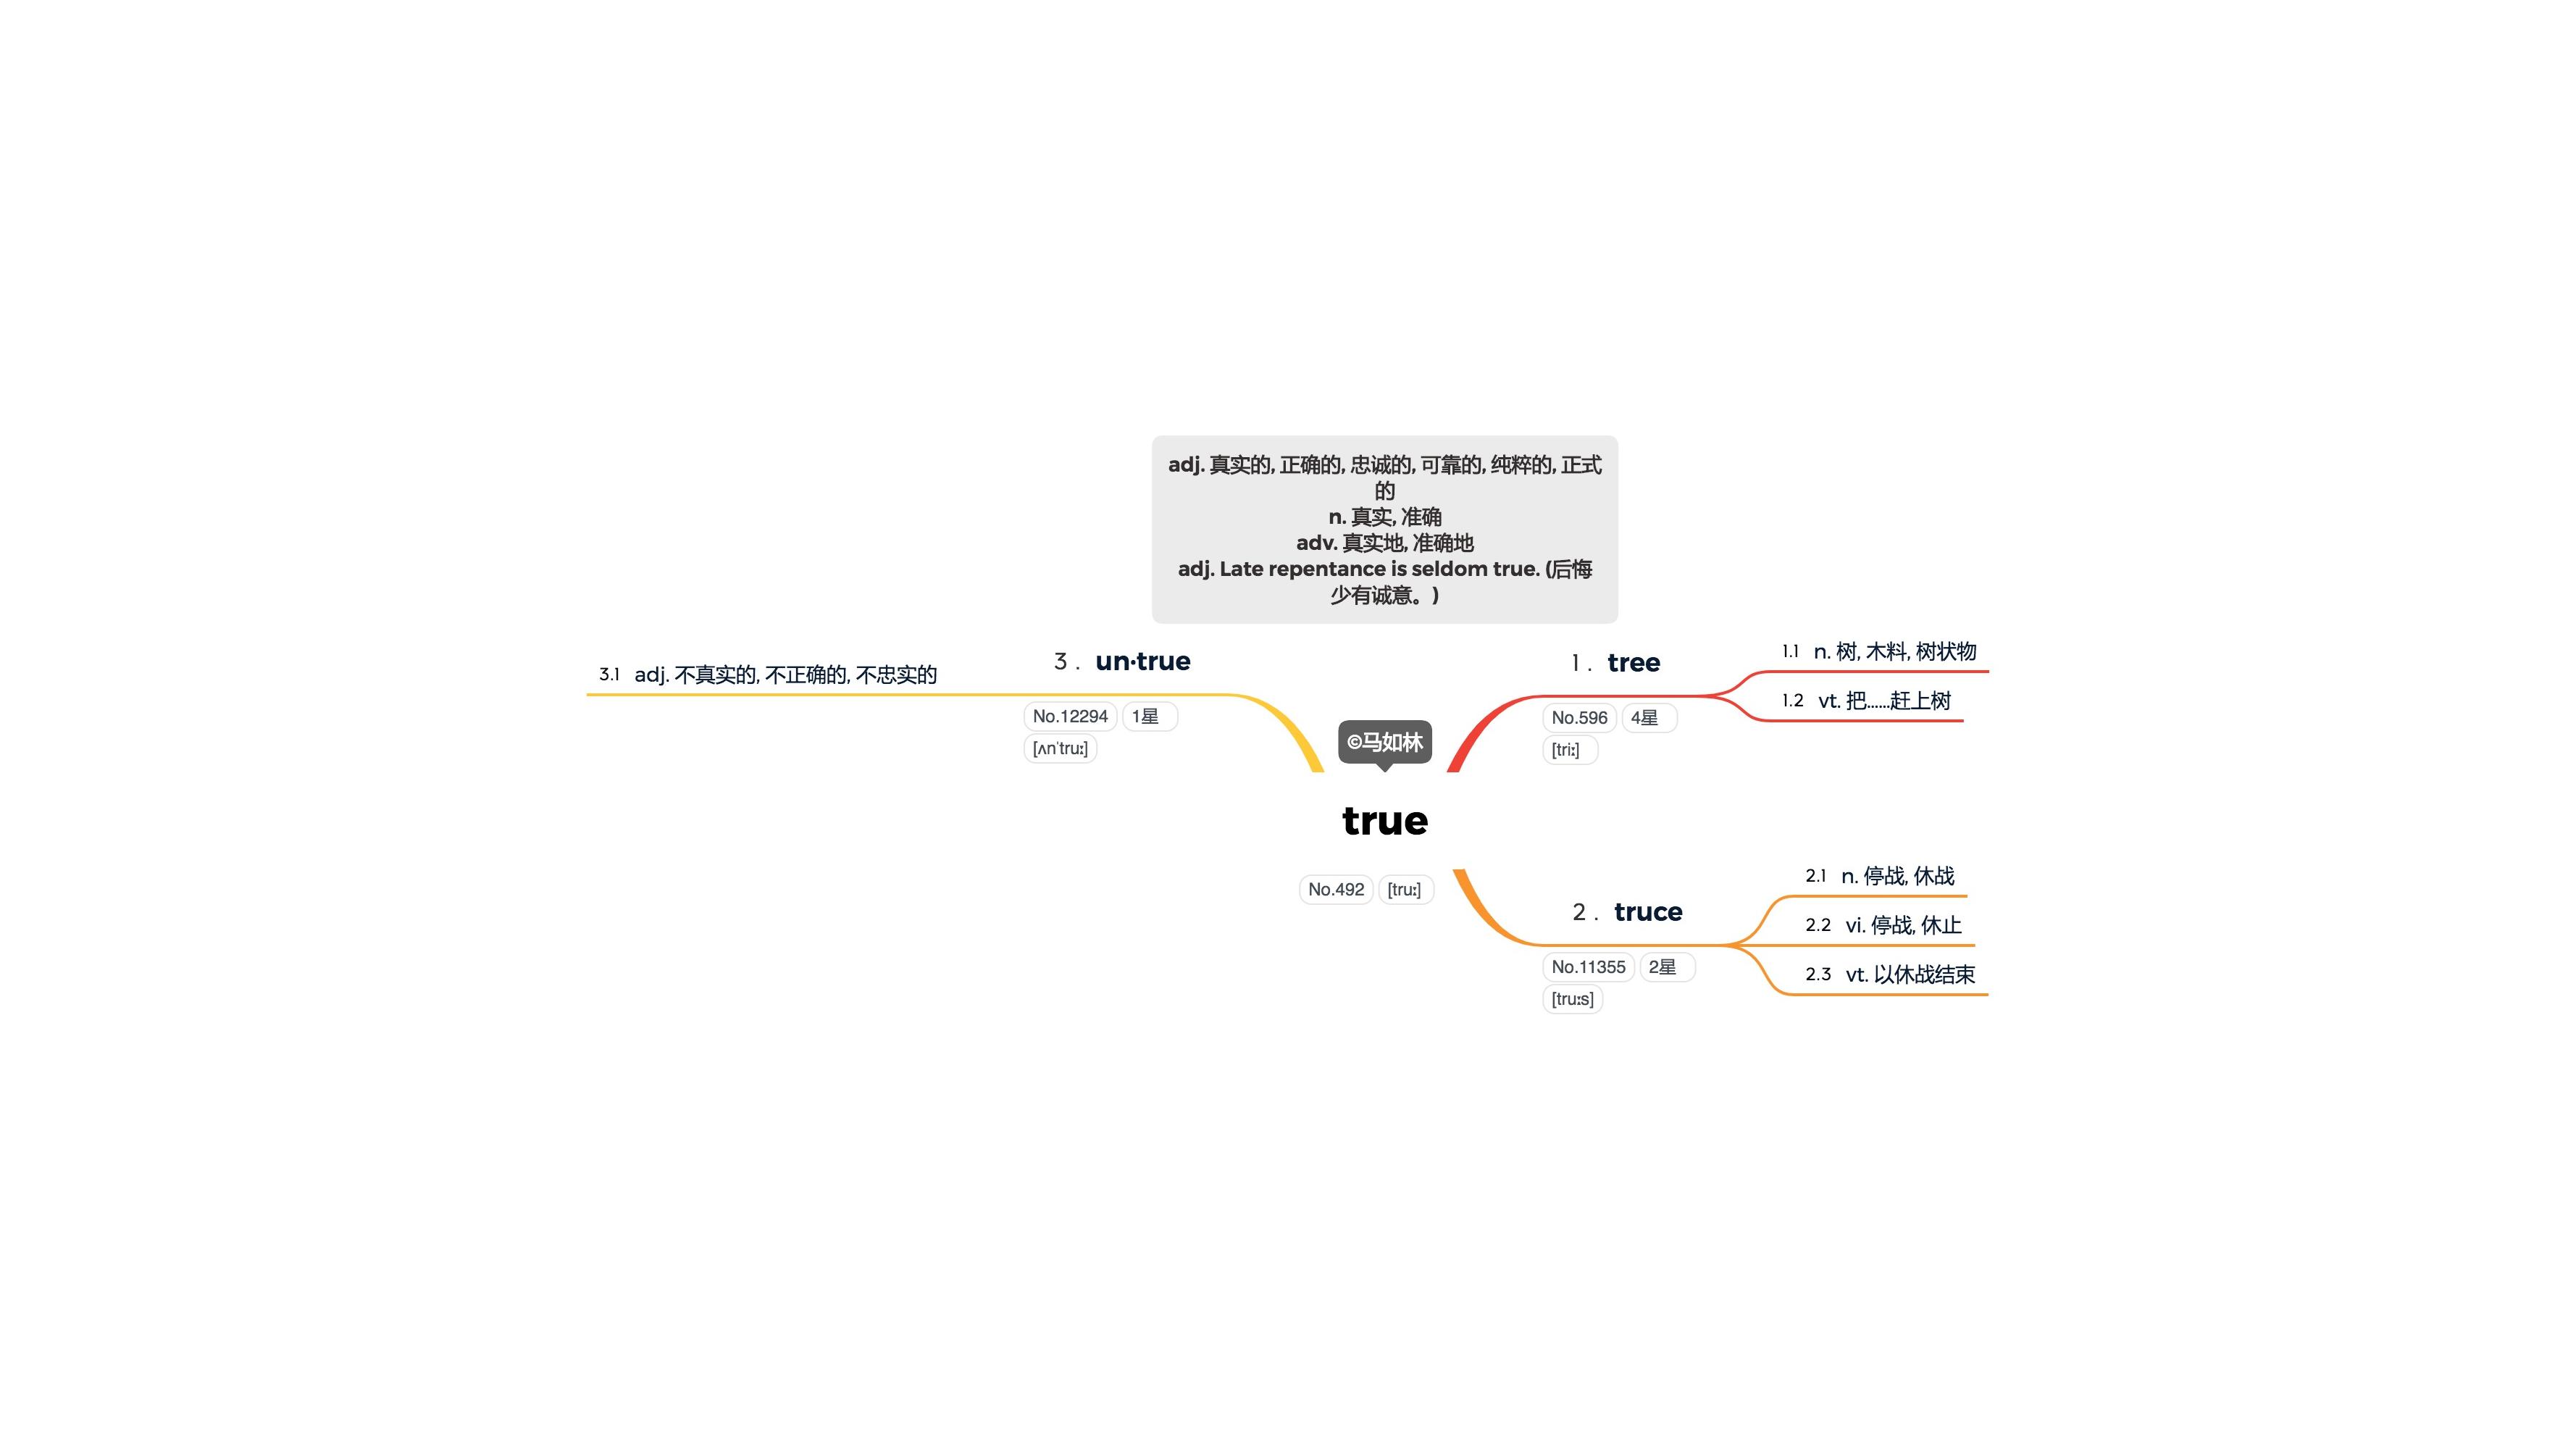 adj. 真实的, 正确的, 忠诚的, 可靠的, 纯粹的, 正式
的
n. 真实, 准确
adv. 真实地, 准确地
adj. Late repentance is seldom true. (后悔
少有诚意。)
©马如林
true
No.492 [truː]
1. tree
No.596 4星
[triː]
1.1 n. 树, 木料, 树状物
1.2 vt. 把......赶上树
2. truce
No.11355 2星
[truːs]
2.1 n. 停战, 休战
2.2 vi. 停战, 休止
2.3 vt. 以休战结束
3. un·true
No.12294 1星
[ʌnˈtruː]
3.1 adj. 不真实的, 不正确的, 不忠实的